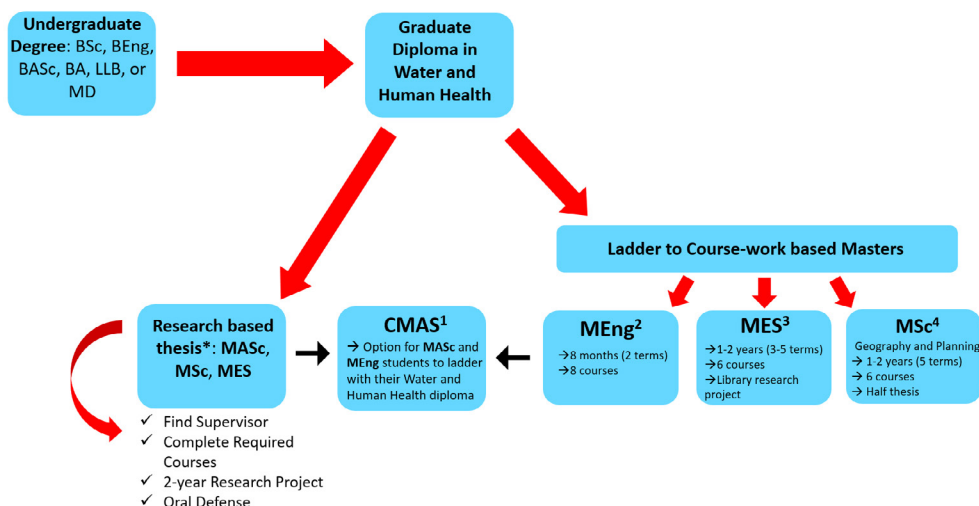 Undergraduate
Degree: BSc, BEng,
BASc, BA, LLB, or
MD
Graduate
Diploma in
Water and
Human Health
Ladder to Course-work based Masters
Research based
thesis*: MASc,
MSc, MES
CMAS1
→ Option for MASc and
MEng students to ladder
with their Water and
Human Health diploma
MEng2
→8 months (2 terms)
→8 courses
MES3
→1-2 years (3-5 terms)
→6 courses
→Library research
project
MSc4
Geography and Planning
→ 1-2 years (5 terms)
→ 6 courses
→ Half thesis
✓ Find Supervisor
✓ Complete Required
Courses
✓ 2-year Research Project
✓ Oral Defense